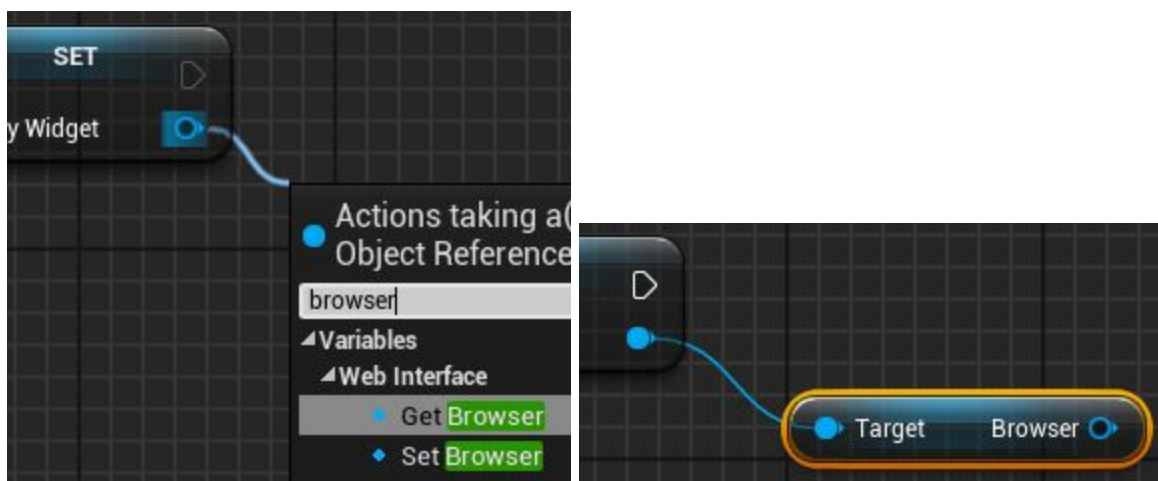 SET
y Widget
Actions taking a(
Object Reference
browser
Variables
Web Interface
Get Browser
Set Browser
Target Browser